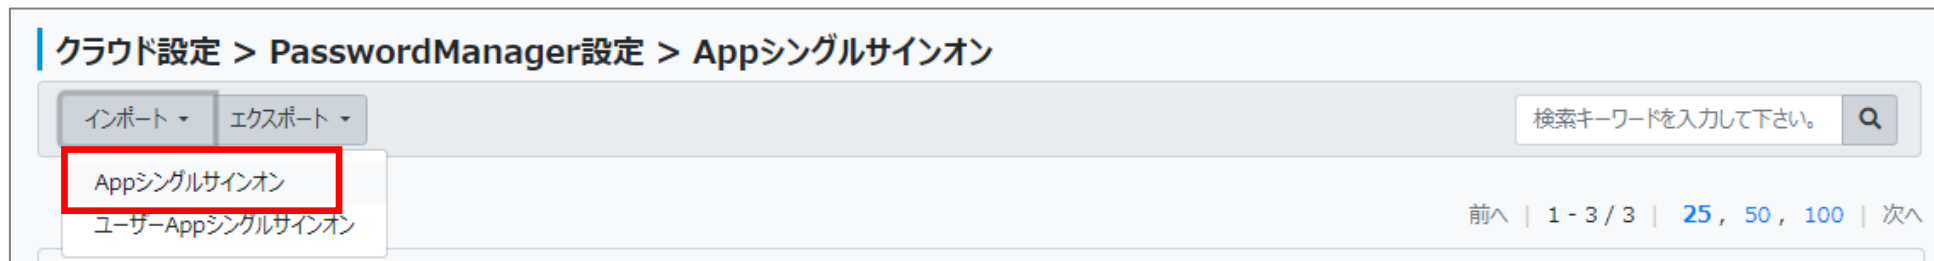 クラウド設定 > PasswordManager設定 > Appシングルサインオン
インポート エクスポート 検索キーワードを入力して下さい。
Appシングルサインオン
ユーザーAppシングルサインオン
前へ | 1 - 3 / 3 | 25 , 50 , 100 | 次へ